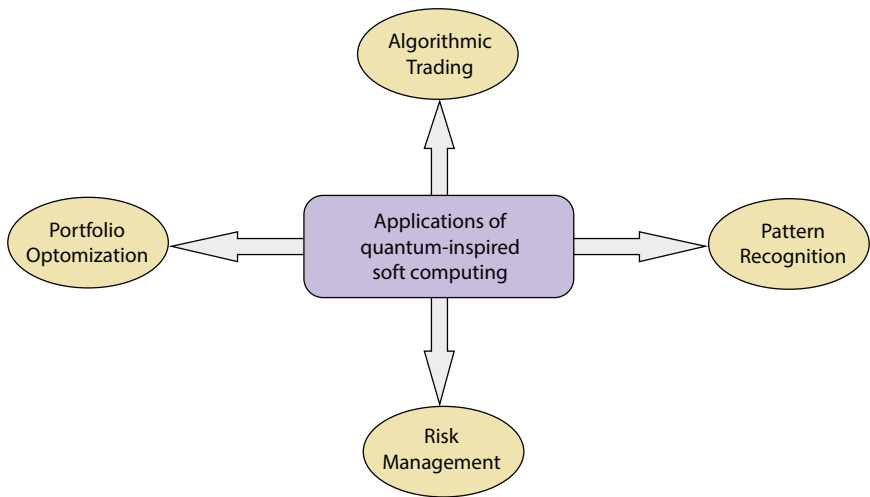 Algorithmic
Trading
Portfolio
Optomization
Applications of
quantum-inspired
soft computing
Pattern
Recognition
Risk
Management